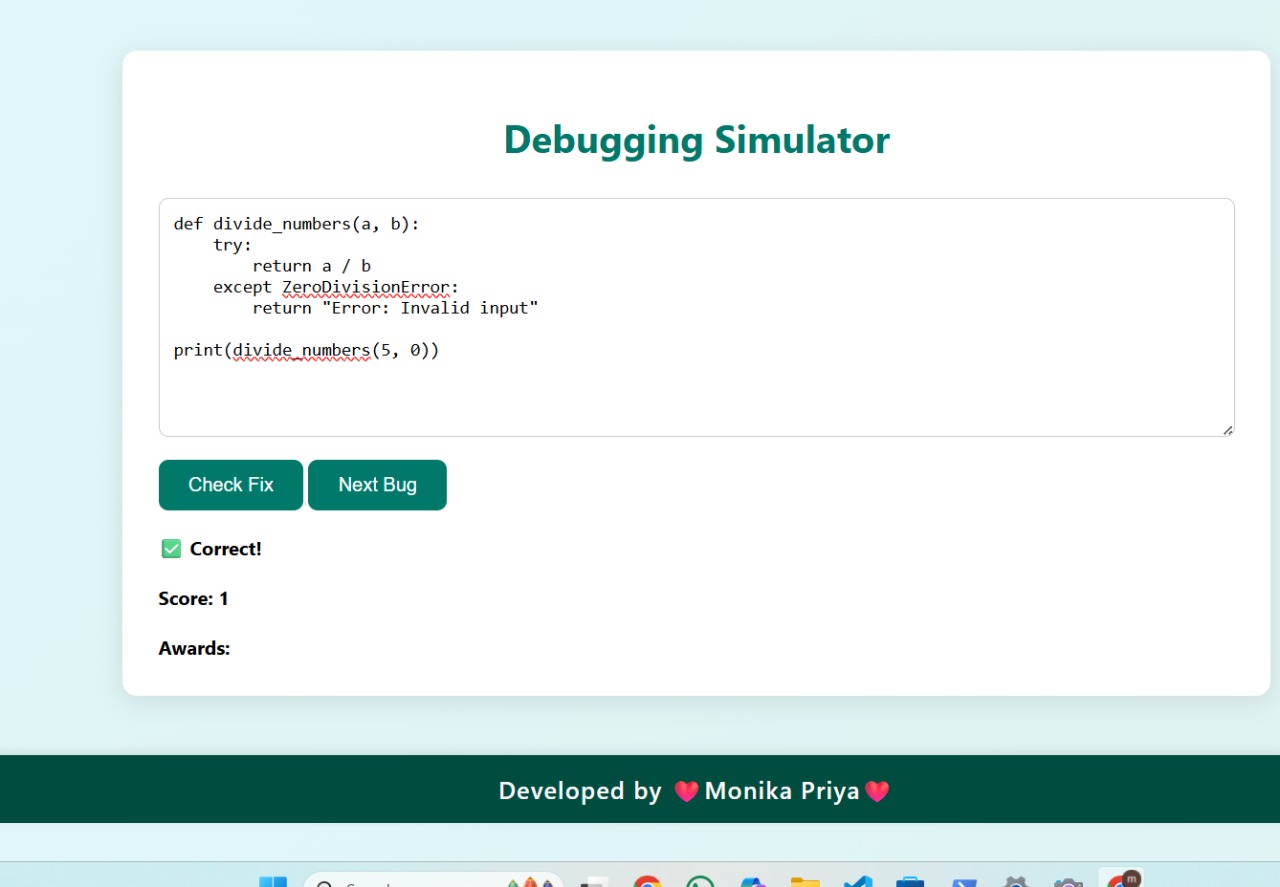 Debugging Simulator
def divide_numbers(a, b):
    try:
        return a / b
    except ZeroDivisionError:
        return "Error: Invalid input"

print(divide_numbers(5, 0))
Check Fix Next Bug
✅ Correct!
Score: 1
Awards:
Developed by ❤️Monika Priya❤️
m